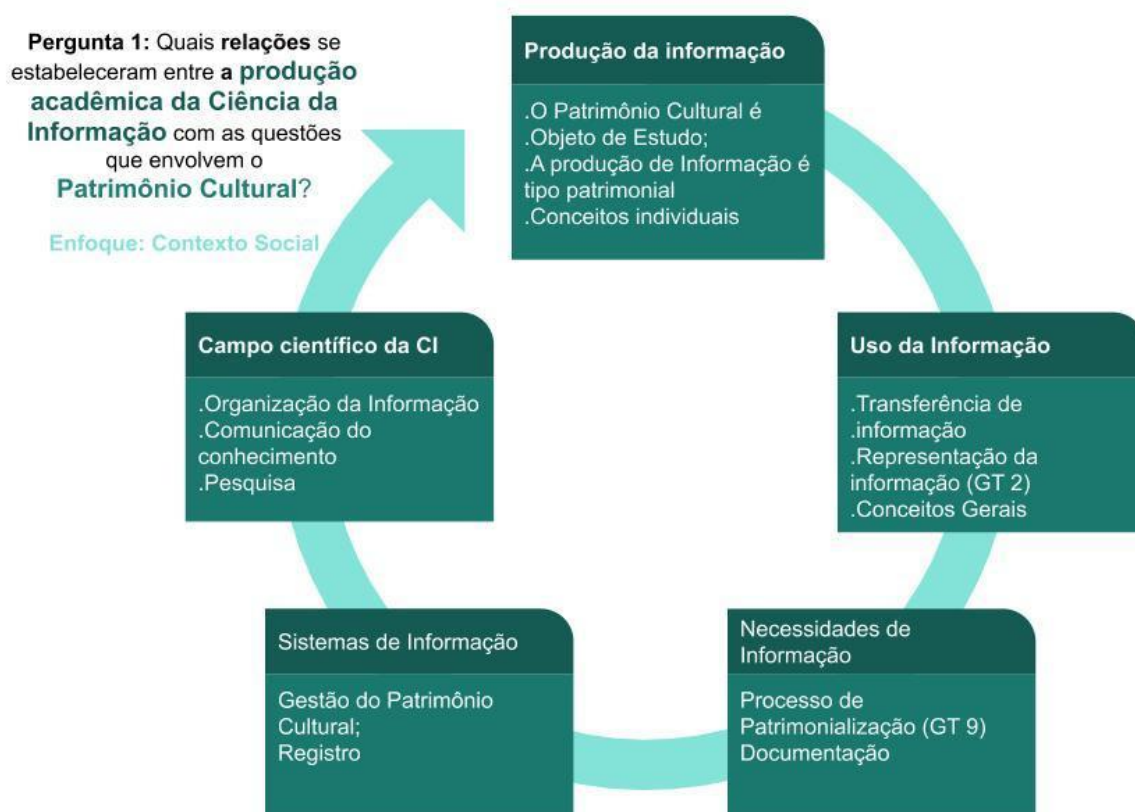 Pergunta 1: Quais relações se
estabeleceram entre a produção
acadêmica da Ciência da
Informação com as questões
que envolvem o
Patrimônio Cultural?
Enfoque: Contexto Social
Produção da informação
.O Patrimônio Cultural é
.Objeto de Estudo;
.A produção de Informação é
tipo patrimonial
.Conceitos individuais
Uso da Informação
.Transferência de
.informação
.Representação da
informação (GT 2)
.Conceitos Gerais
Necessidades de
Informação
Processo de
Patrimonialização (GT 9)
Documentação
Sistemas de Informação
Gestão do Patrimônio
Cultural;
Registro
Campo científico da CI
.Organização da Informação
.Comunicação do
conhecimento
.Pesquisa